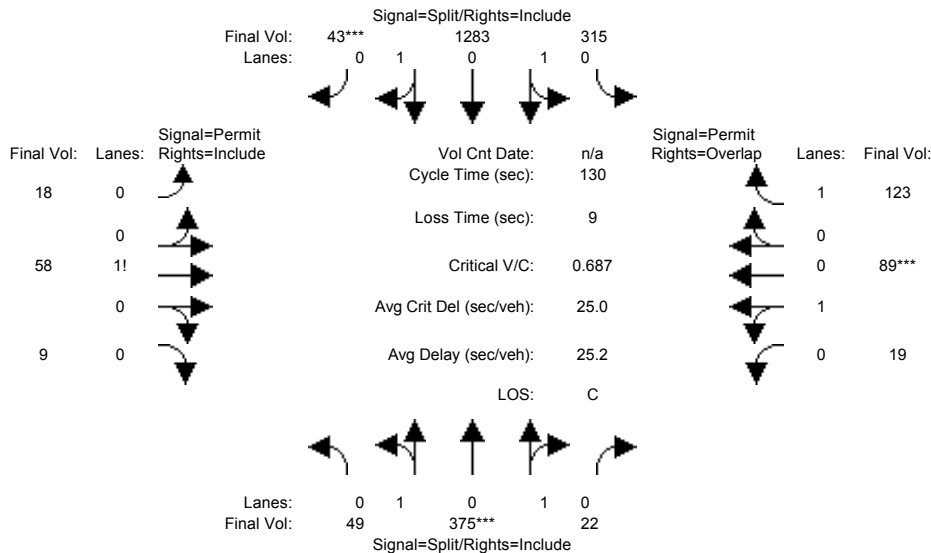 Signal=Split/Rights=Include
Final Vol: 43*** 1283 315
Lanes: 0 1 0 1 0
Signal=Permit Signal=Permit
Final Vol: Lanes: Rights=Include Vol Cnt Date: n/a Rights=Overlap Lanes: Final Vol:
Cycle Time (sec): 130
18 0 1 123
Loss Time (sec): 9
0 0
58 1! Critical V/C: 0.687 0 89***
0 Avg Crit Del (sec/veh): 25.0 1
9 0 Avg Delay (sec/veh): 25.2 0 19
LOS: C
Lanes: 0 1 0 1 0
Final Vol: 49 375*** 22
Signal=Split/Rights=Include